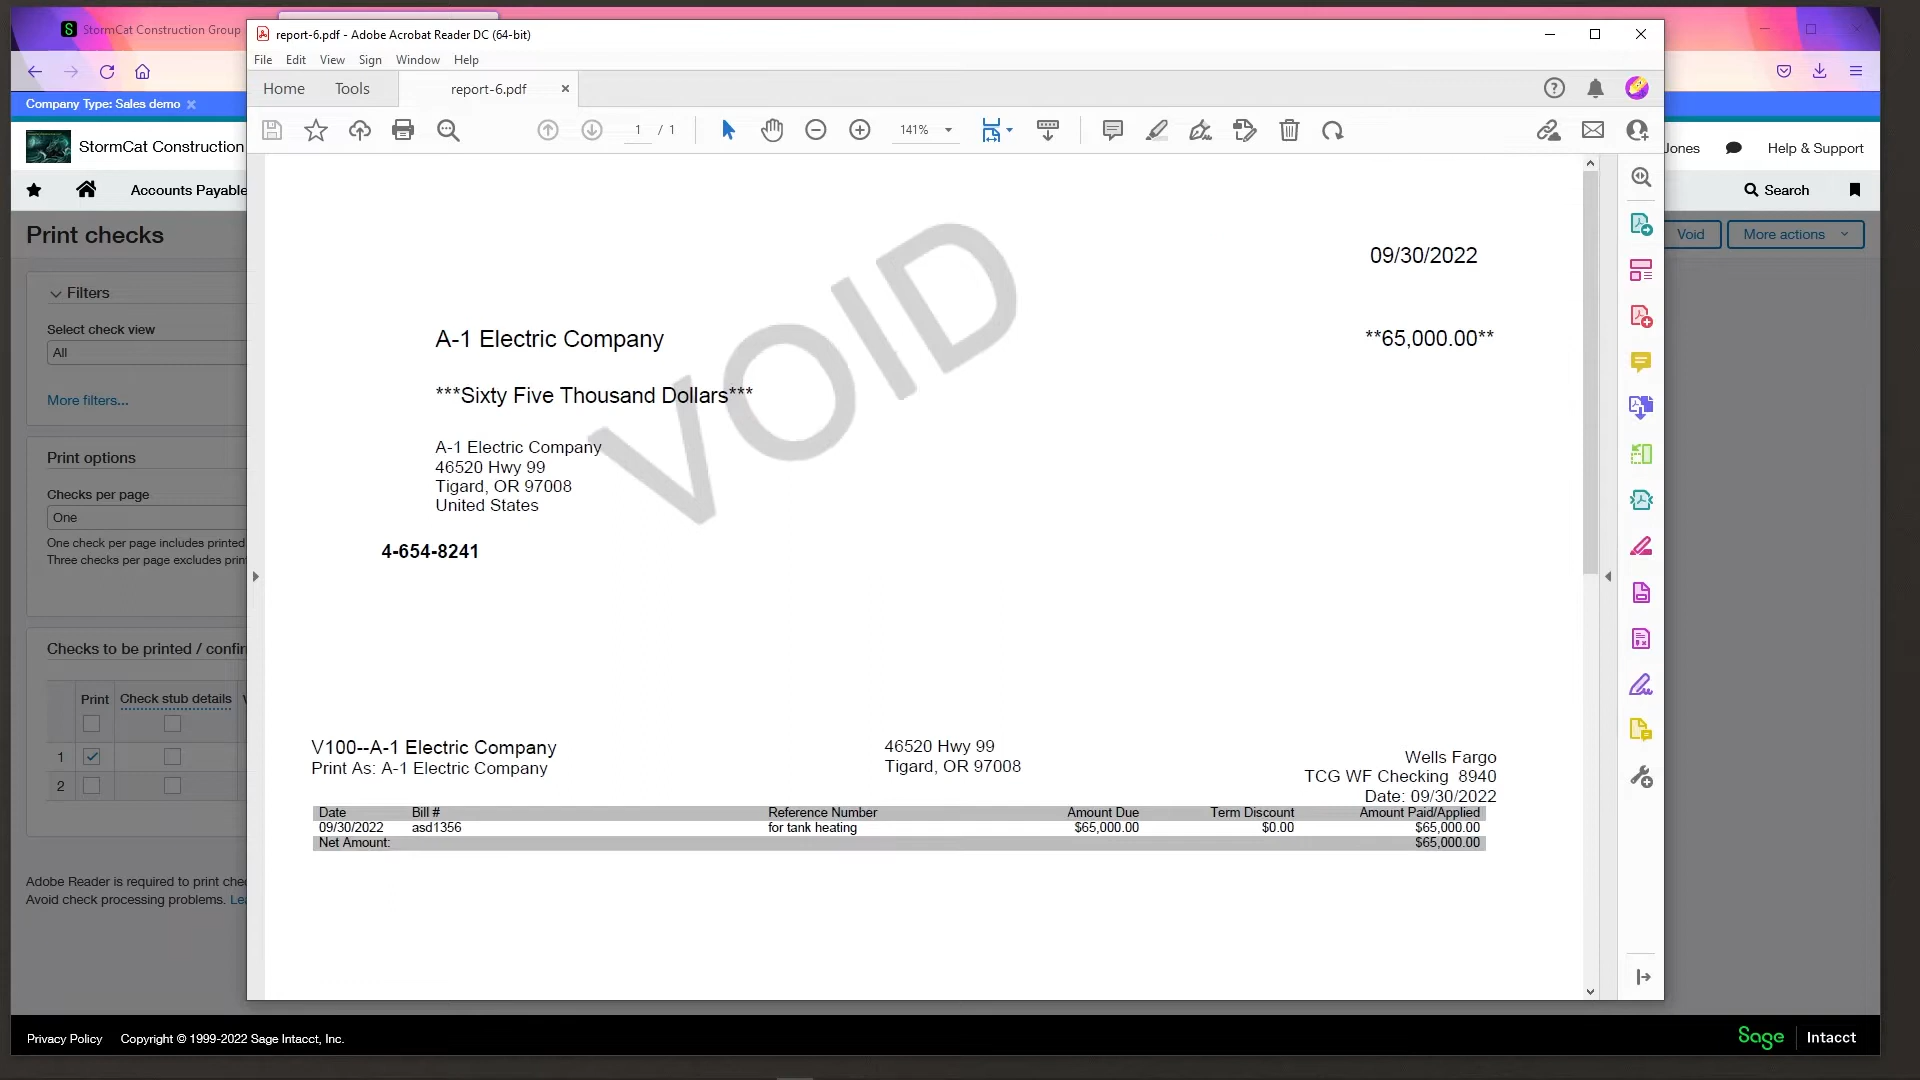 StormCat Construction Group
report-6.pdf - Adobe Acrobat Reader DC (64-bit)
File Edit View Sign Window Help
Home Tools report-6.pdf
1 / 1 141%
Company Type: Sales demo
StormCat Construction
Jones Help & Support
Accounts Payable
Search
Print checks
Void More actions
Filters
Select check view
All
More filters...
Print options
Checks per page
One
One check per page includes printed
Three checks per page excludes prin
Checks to be printed / confir
Print Check stub details
1
2
Adobe Reader is required to print che
Avoid check processing problems. Lea
VOID
09/30/2022
A-1 Electric Company **65,000.00**
***Sixty Five Thousand Dollars***
A-1 Electric Company
46520 Hwy 99
Tigard, OR 97008
United States
4-654-8241
V100--A-1 Electric Company
Print As: A-1 Electric Company
46520 Hwy 99
Tigard, OR 97008
Wells Fargo
TCG WF Checking 8940
Date: 09/30/2022
Date Bill # Reference Number Amount Due Term Discount Amount Paid/Applied
09/30/2022 asd1356 for tank heating $65,000.00 $0.00 $65,000.00
Net Amount: $65,000.00
Privacy Policy Copyright © 1999-2022 Sage Intacct, Inc.
Sage Intacct